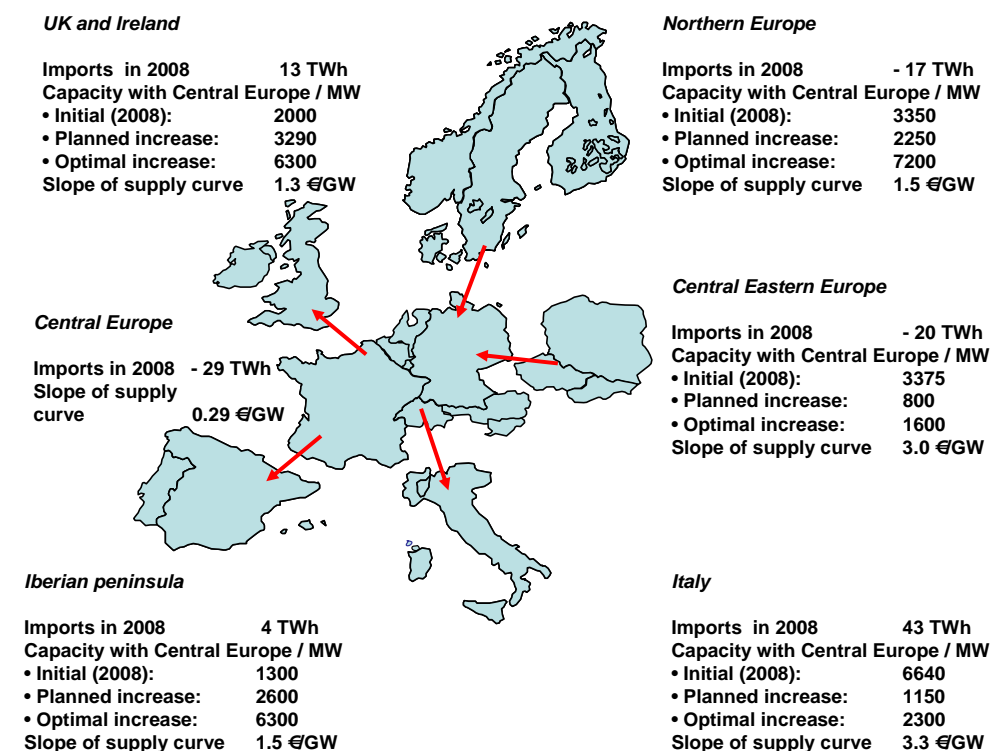 UK and Ireland
Imports in 2008 13 TWh
Capacity with Central Europe / MW
• Initial (2008): 2000
• Planned increase: 3290
• Optimal increase: 6300
Slope of supply curve 1.3 €/GW
Northern Europe
Imports in 2008 - 17 TWh
Capacity with Central Europe / MW
• Initial (2008): 3350
• Planned increase: 2250
• Optimal increase: 7200
Slope of supply curve 1.5 €/GW
Central Europe
Imports in 2008 - 29 TWh
Slope of supply
curve 0.29 €/GW
Central Eastern Europe
Imports in 2008 - 20 TWh
Capacity with Central Europe / MW
• Initial (2008): 3375
• Planned increase: 800
• Optimal increase: 1600
Slope of supply curve 3.0 €/GW
Iberian peninsula
Imports in 2008 4 TWh
Capacity with Central Europe / MW
• Initial (2008): 1300
• Planned increase: 2600
• Optimal increase: 6300
Slope of supply curve 1.5 €/GW
Italy
Imports in 2008 43 TWh
Capacity with Central Europe / MW
• Initial (2008): 6640
• Planned increase: 1150
• Optimal increase: 2300
Slope of supply curve 3.3 €/GW